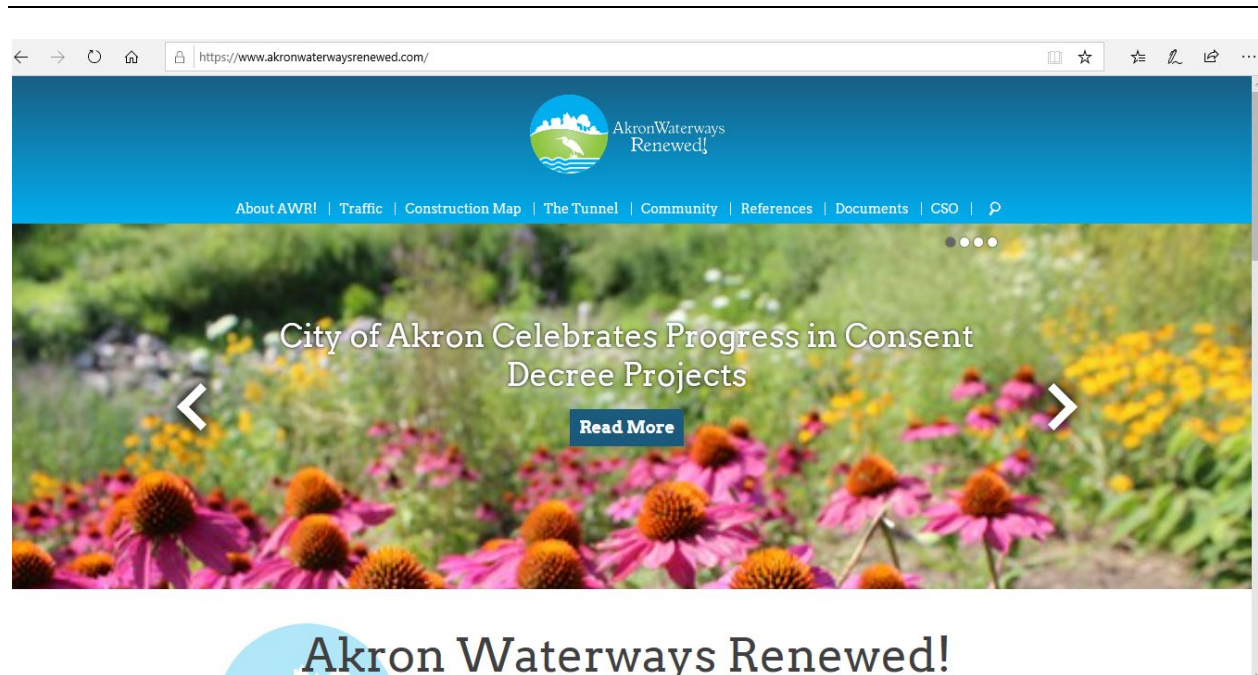 https://www.akronwaterwaysrenewed.com/
AkronWaterways
Renewed!
About AWR! | Traffic | Construction Map | The Tunnel | Community | References | Documents | CSO |
City of Akron Celebrates Progress in Consent
Decree Projects
Read More
Akron Waterways Renewed!